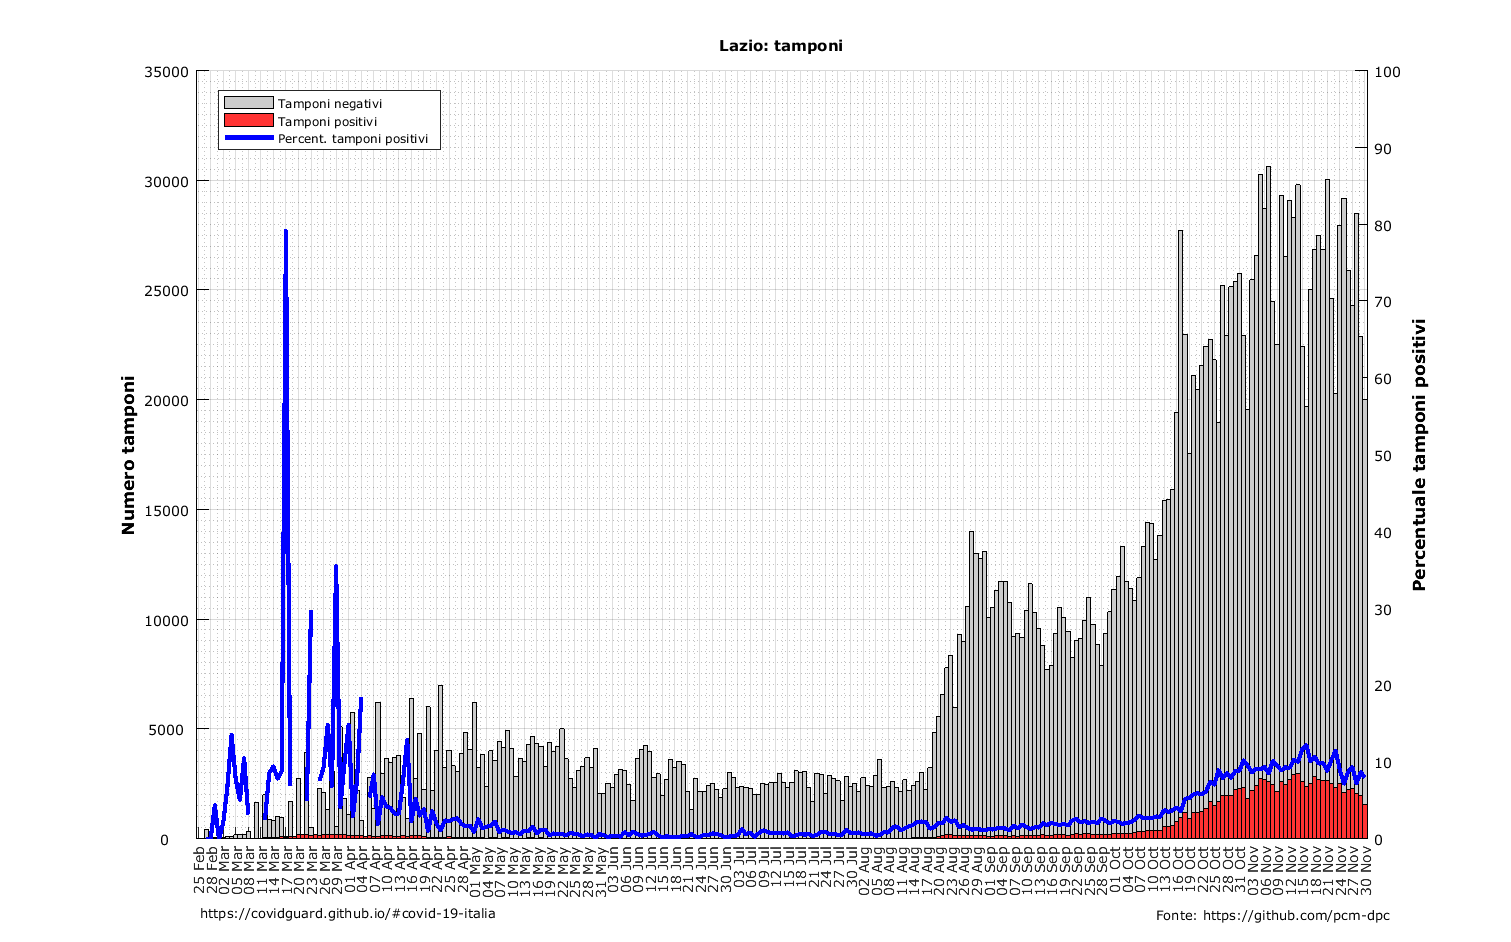 Lazio: tamponi
35000
30000
25000
20000
15000
10000
5000
0
Numero tamponi
Tamponi negativi
Tamponi positivi
Percent. tamponi positivi
100
90
80
70
60
50
40
30
20
10
0
Percentuale tamponi positivi
25 Feb
28 Feb
02 Mar
05 Mar
08 Mar
11 Mar
14 Mar
17 Mar
20 Mar
23 Mar
26 Mar
29 Mar
01 Apr
04 Apr
07 Apr
10 Apr
13 Apr
16 Apr
19 Apr
22 Apr
25 Apr
28 Apr
01 May
04 May
07 May
10 May
13 May
16 May
19 May
22 May
25 May
28 May
31 May
03 Jun
06 Jun
09 Jun
12 Jun
15 Jun
18 Jun
21 Jun
24 Jun
27 Jun
30 Jun
03 Jul
06 Jul
09 Jul
12 Jul
15 Jul
18 Jul
21 Jul
24 Jul
27 Jul
30 Jul
02 Aug
05 Aug
08 Aug
11 Aug
14 Aug
17 Aug
20 Aug
23 Aug
26 Aug
29 Aug
01 Sep
04 Sep
07 Sep
10 Sep
13 Sep
16 Sep
19 Sep
22 Sep
25 Sep
28 Sep
01 Oct
04 Oct
07 Oct
10 Oct
13 Oct
16 Oct
19 Oct
22 Oct
25 Oct
28 Oct
31 Oct
03 Nov
06 Nov
09 Nov
12 Nov
15 Nov
18 Nov
21 Nov
24 Nov
27 Nov
30 Nov
https://covidguard.github.io/#covid-19-italia
Fonte: https://github.com/pcm-dpc